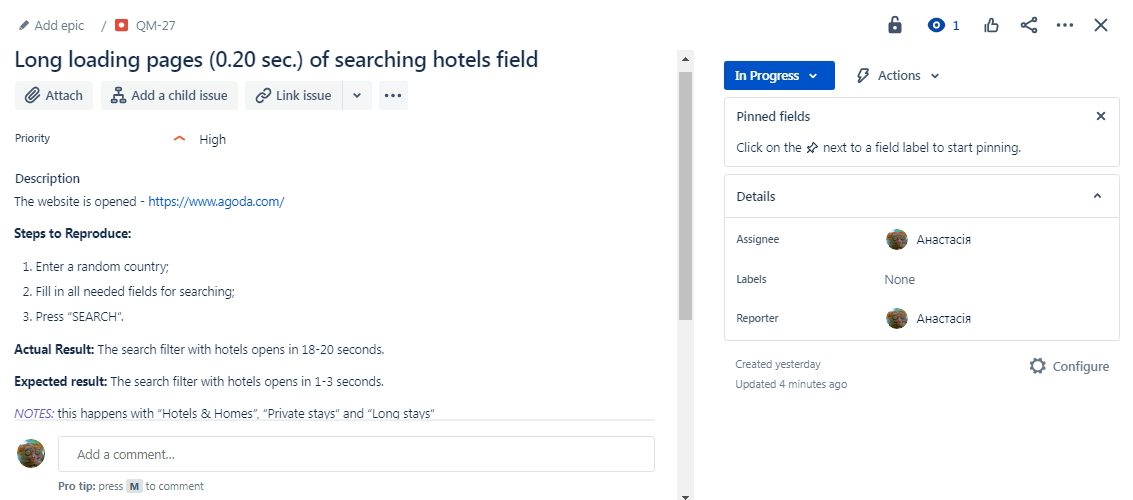 Add epic / QM-27
1
Long loading pages (0.20 sec.) of searching hotels field
Attach
Add a child issue
Link issue
Priority
High
Description
The website is opened - https://www.agoda.com/
Steps to Reproduce:
1. Enter a random country;
2. Fill in all needed fields for searching;
3. Press “SEARCH“.
Actual Result: The search filter with hotels opens in 18-20 seconds.
Expected result: The search filter with hotels opens in 1-3 seconds.
NOTES: this happens with “Hotels & Homes”, “Private stays“ and “Long stays“
Add a comment...
Pro tip: press M to comment
In Progress
Actions
Pinned fields
Click on the next to a field label to start pinning.
Details
Assignee
Анастасія
Labels
None
Reporter
Анастасія
Created yesterday
Updated 4 minutes ago
Configure